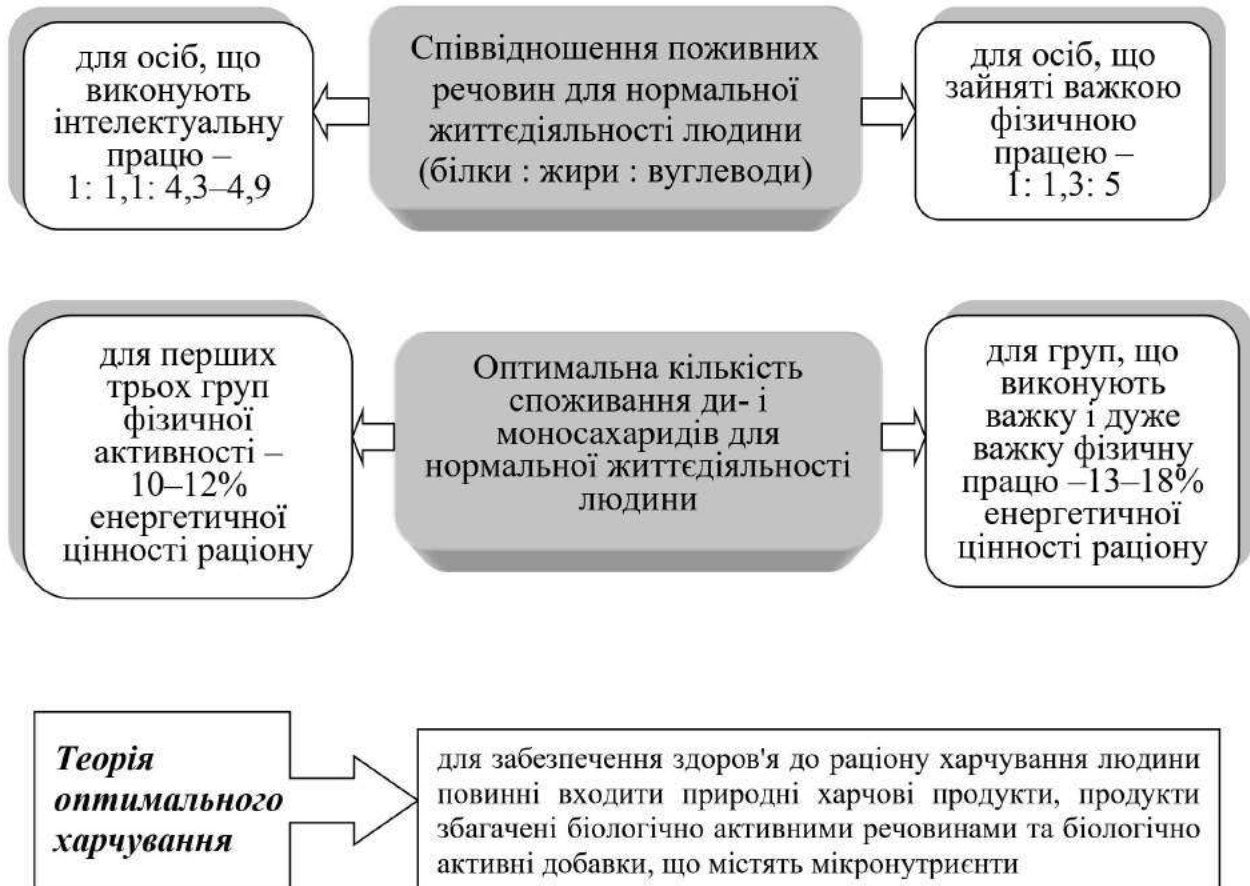 для осіб, що
виконують
інтелектуальну
працю –
1: 1,1: 4,3–4,9
Співвідношення поживних
речовин для нормальної
життєдіяльності людини
(білки : жири : вуглеводи)
для осіб, що
зайняті важкою
фізичною
працею –
1: 1,3: 5
для перших
трьох груп
фізичної
активності –
10–12%
енергетичної
цінності раціону
Оптимальна кількість
споживання ди- і
моносахаридів для
нормальної життєдіяльності
людини
для груп, що
виконують
важку і дуже
важку фізичну
працю –13–18%
енергетичної
цінності раціону
Теорія
оптимального
харчування
для забезпечення здоров'я до раціону харчування людини
повинні входити природні харчові продукти, продукти
збагачені біологічно активними речовинами та біологічно
активні добавки, що містять мікронутриєнти